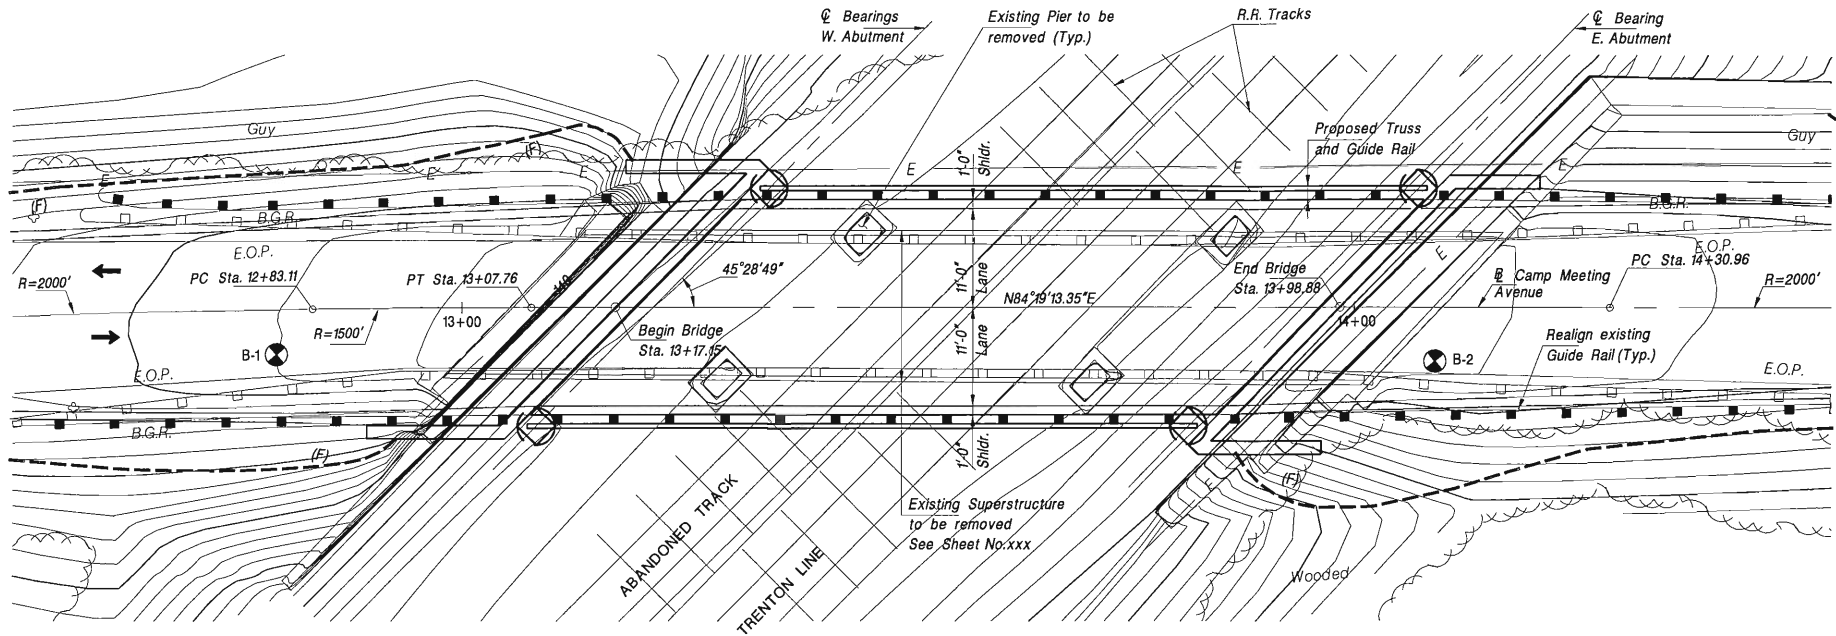 ℄ Bearings
W. Abutment
Existing Pier to be
removed (Typ.)
R.R. Tracks
℄ Bearing
E. Abutment
Guy
Proposed Truss
and Guide Rail
Guy
1'-0"
Shldr.
(F)
E
E
E
E
E
E
(F)
B.G.R.
B.G.R.
E.O.P.
E.O.P.
R=2000'
PC Sta. 12+83.11
PT Sta. 13+07.76
45°28'49"
11'-0"
Lane
End Bridge
Sta. 13+98.88
E
℄ Camp Meeting
Avenue
PC Sta. 14+30.96
R=2000'
N84°19'13.35"E
13+00
14+00
R=1500'
Begin Bridge
Sta. 13+17.15
11'-0"
Lane
Realign existing
Guide Rail (Typ.)
B-1
B-2
E.O.P.
E.O.P.
B.G.R.
(F)
1'-0"
Shldr.
(F)
E
Existing Superstructure
to be removed
See Sheet No.xxx
ABANDONED TRACK
TRENTON LINE
Wooded